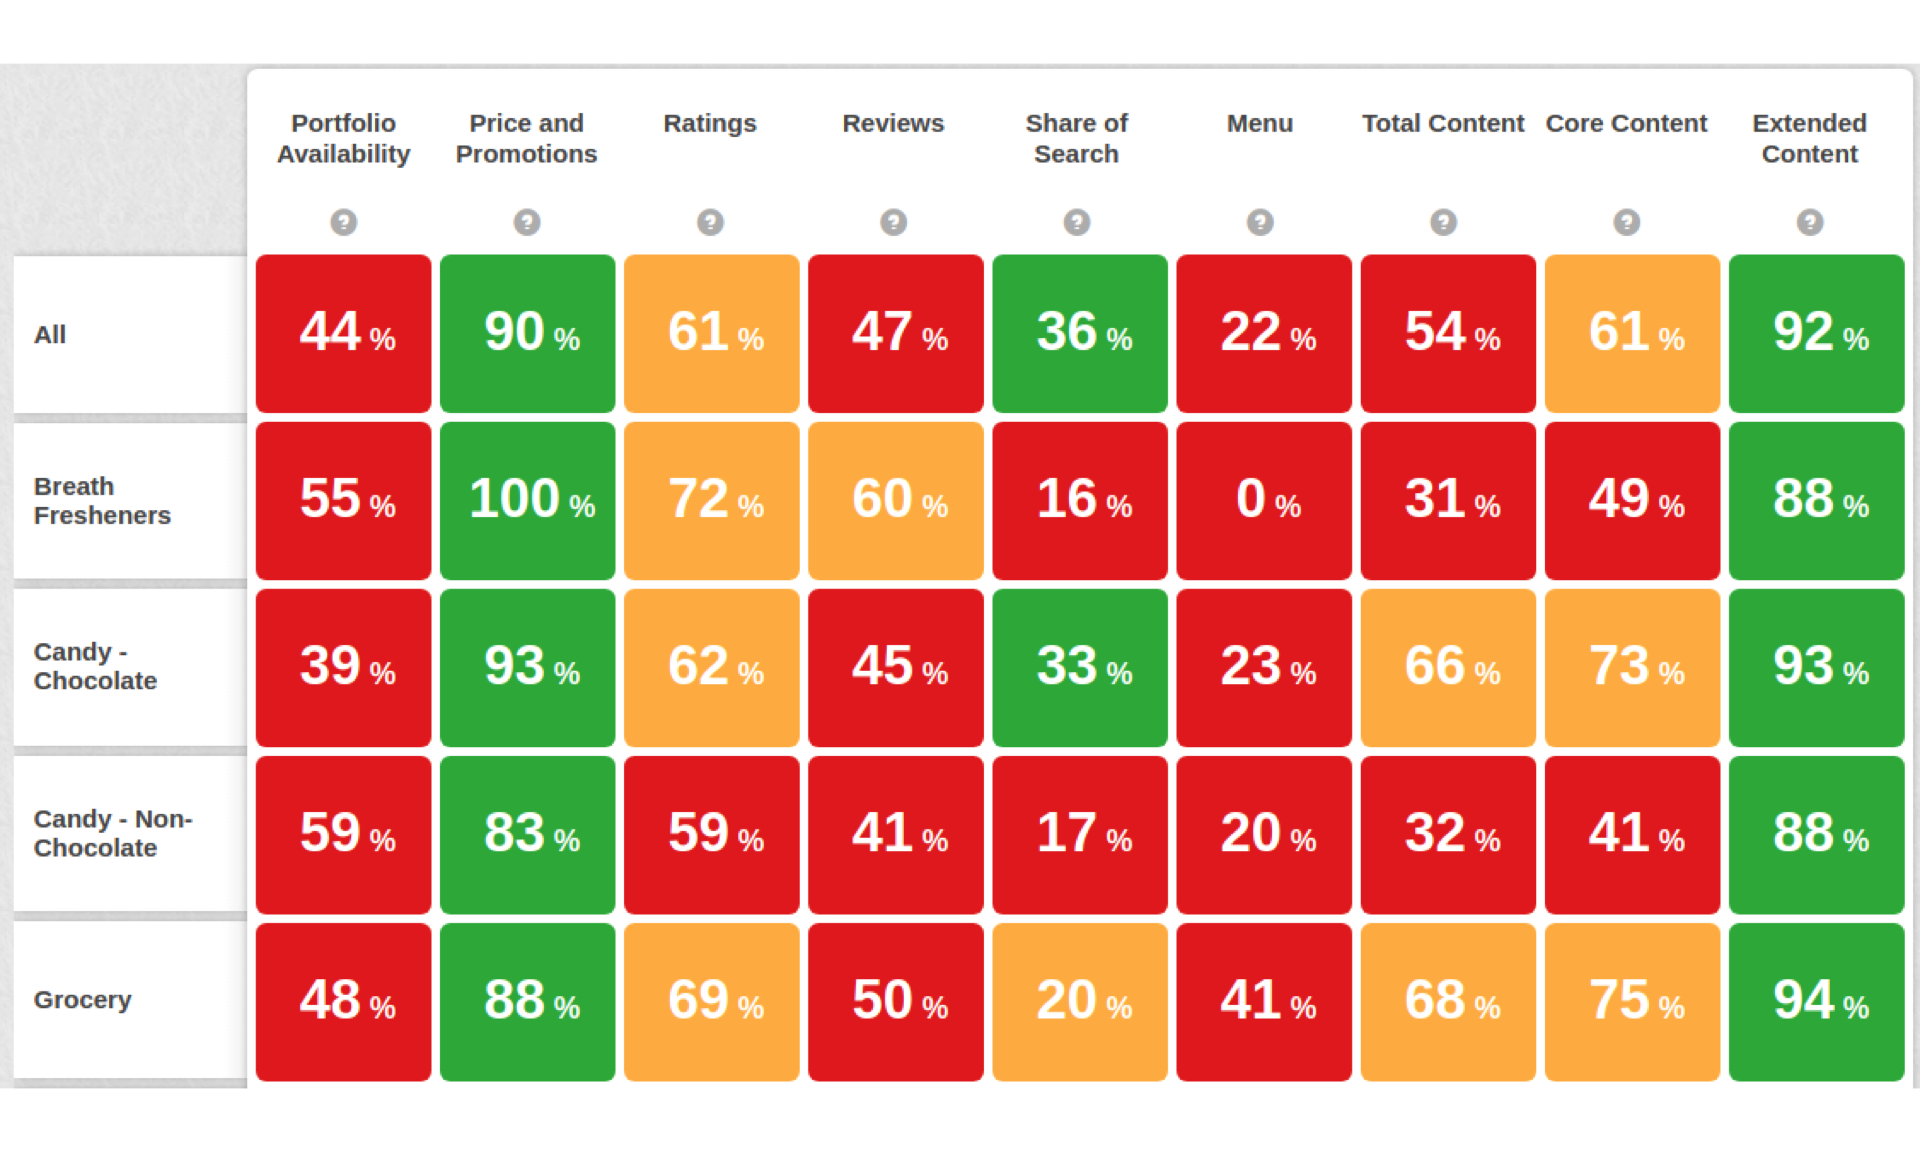 Portfolio Availability
Price and Promotions
Ratings
Reviews
Share of Search
Menu
Total Content
Core Content
Extended Content
? ? ? ? ? ? ? ? ?
All
44 % 90 % 61 % 47 % 36 % 22 % 54 % 61 % 92 %
Breath
Fresheners
55 % 100 % 72 % 60 % 16 % 0 % 31 % 49 % 88 %
Candy -
Chocolate
39 % 93 % 62 % 45 % 33 % 23 % 66 % 73 % 93 %
Candy - Non-
Chocolate
59 % 83 % 59 % 41 % 17 % 20 % 32 % 41 % 88 %
Grocery
48 % 88 % 69 % 50 % 20 % 41 % 68 % 75 % 94 %